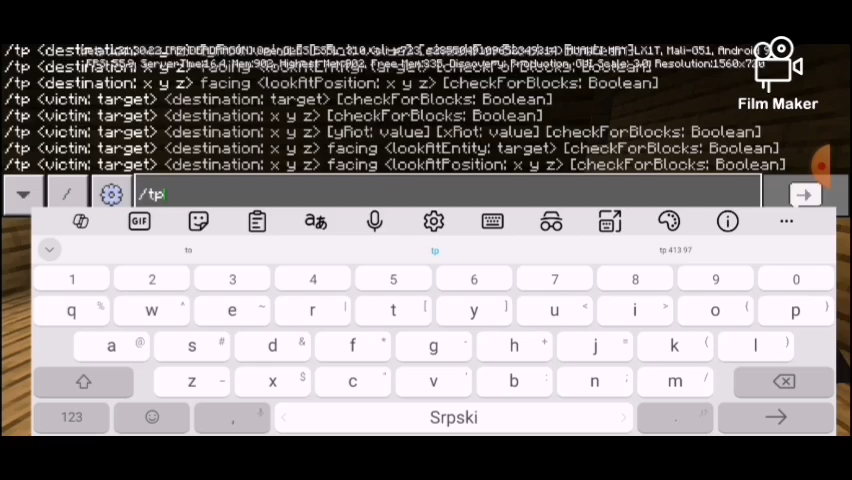 /tp <destination: x y z> facing <lookAtPosition: x y z> [checkForBlocks: Boolean]
/tp <victim: target> <destination: target> [checkForBlocks: Boolean]
/tp <victim: target> <destination: x y z> [checkForBlocks: Boolean]
/tp <victim: target> <destination: x y z> [yRot: value] [xRot: value] [checkForBlocks: Boolean]
/tp <victim: target> <destination: x y z> facing <lookAtEntity: target> [checkForBlocks: Boolean]
/tp <victim: target> <destination: x y z> facing <lookAtPosition: x y z> [checkForBlocks: Boolean]
Film Maker
/ /tp
GIF
to tp tp 413 97
1 2 3 4 5 6 7 8 9 0
q % w ^ e ~ r | t [ y ] u < i > o { p }
a @ s # d & f * g - h + j = k ( l )
z _ x $ c " v ' b : n ; m /
123 , Srpski . !?